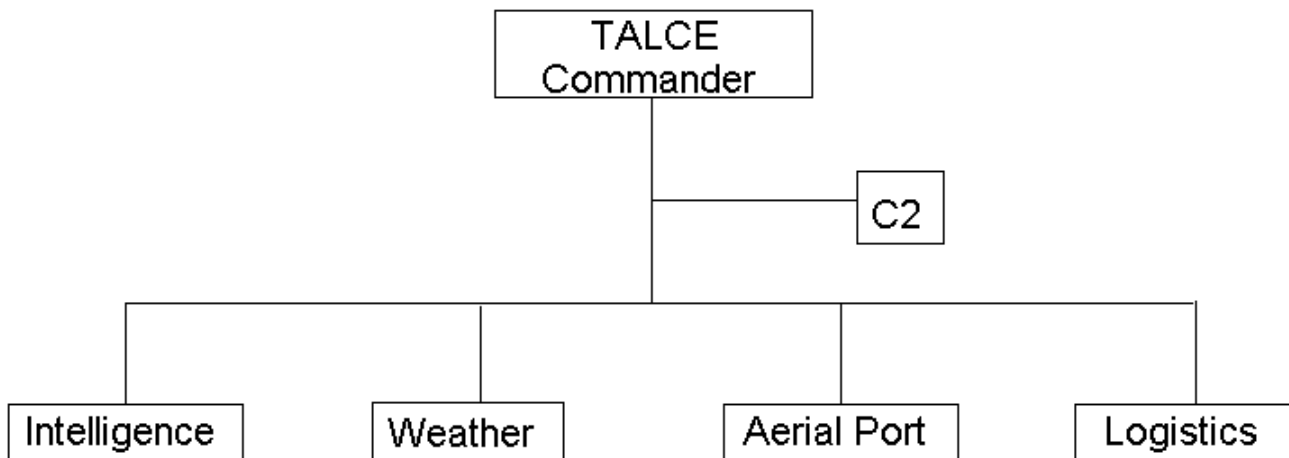 TALCE
Commander
C2
Intelligence
Weather
Aerial Port
Logistics